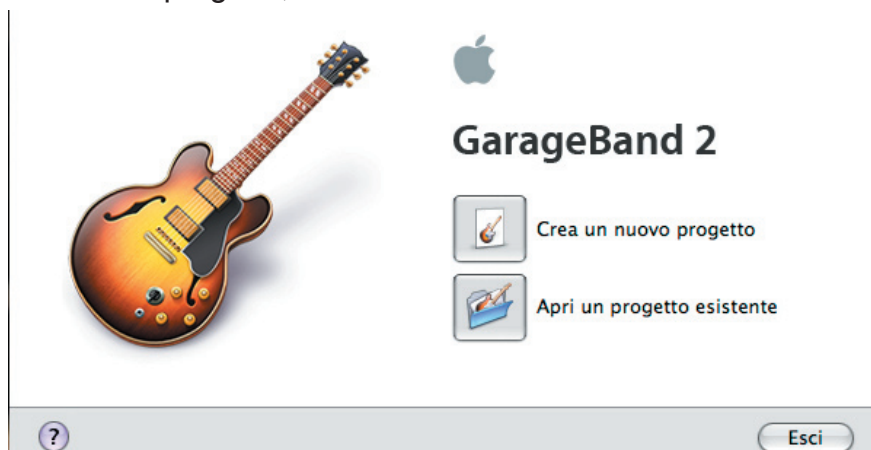 GarageBand 2
Crea un nuovo progetto
Apri un progetto esistente
?
Esci